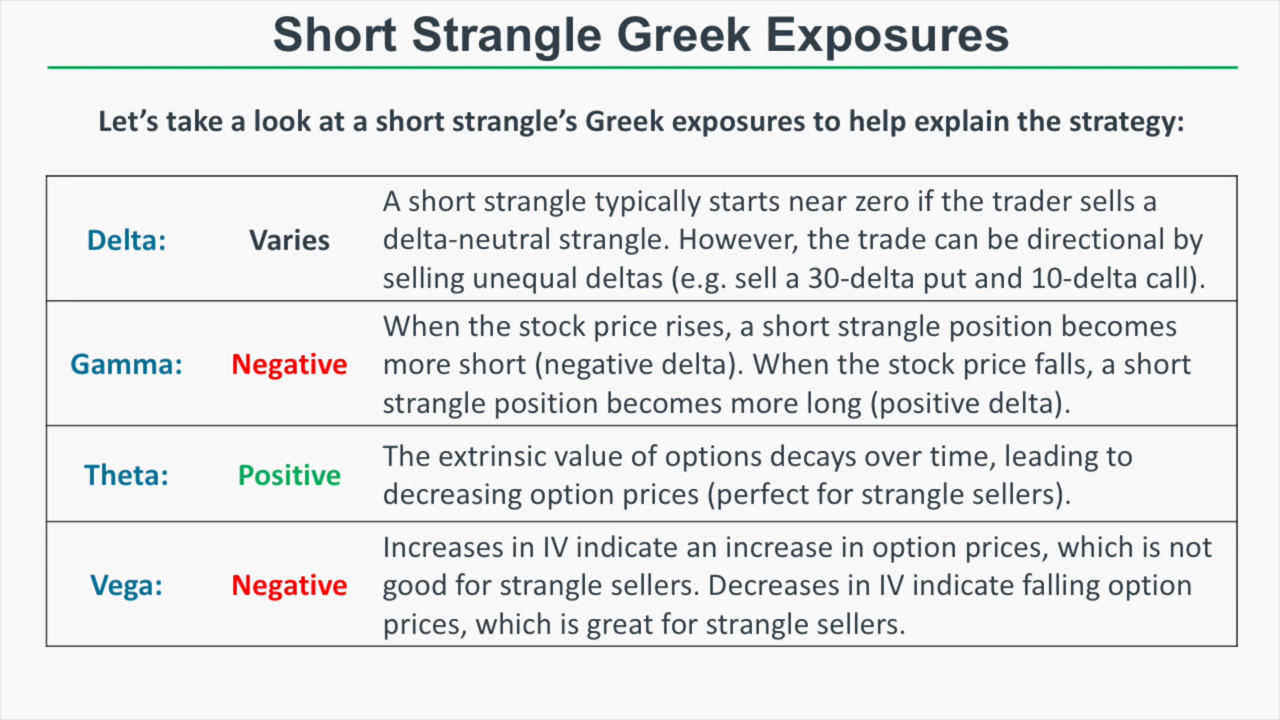 Short Strangle Greek Exposures
Let’s take a look at a short strangle’s Greek exposures to help explain the strategy:
Delta: Varies
A short strangle typically starts near zero if the trader sells a
delta-neutral strangle. However, the trade can be directional by
selling unequal deltas (e.g. sell a 30-delta put and 10-delta call).
Gamma: Negative
When the stock price rises, a short strangle position becomes
more short (negative delta). When the stock price falls, a short
strangle position becomes more long (positive delta).
Theta: Positive
The extrinsic value of options decays over time, leading to
decreasing option prices (perfect for strangle sellers).
Vega: Negative
Increases in IV indicate an increase in option prices, which is not
good for strangle sellers. Decreases in IV indicate falling option
prices, which is great for strangle sellers.